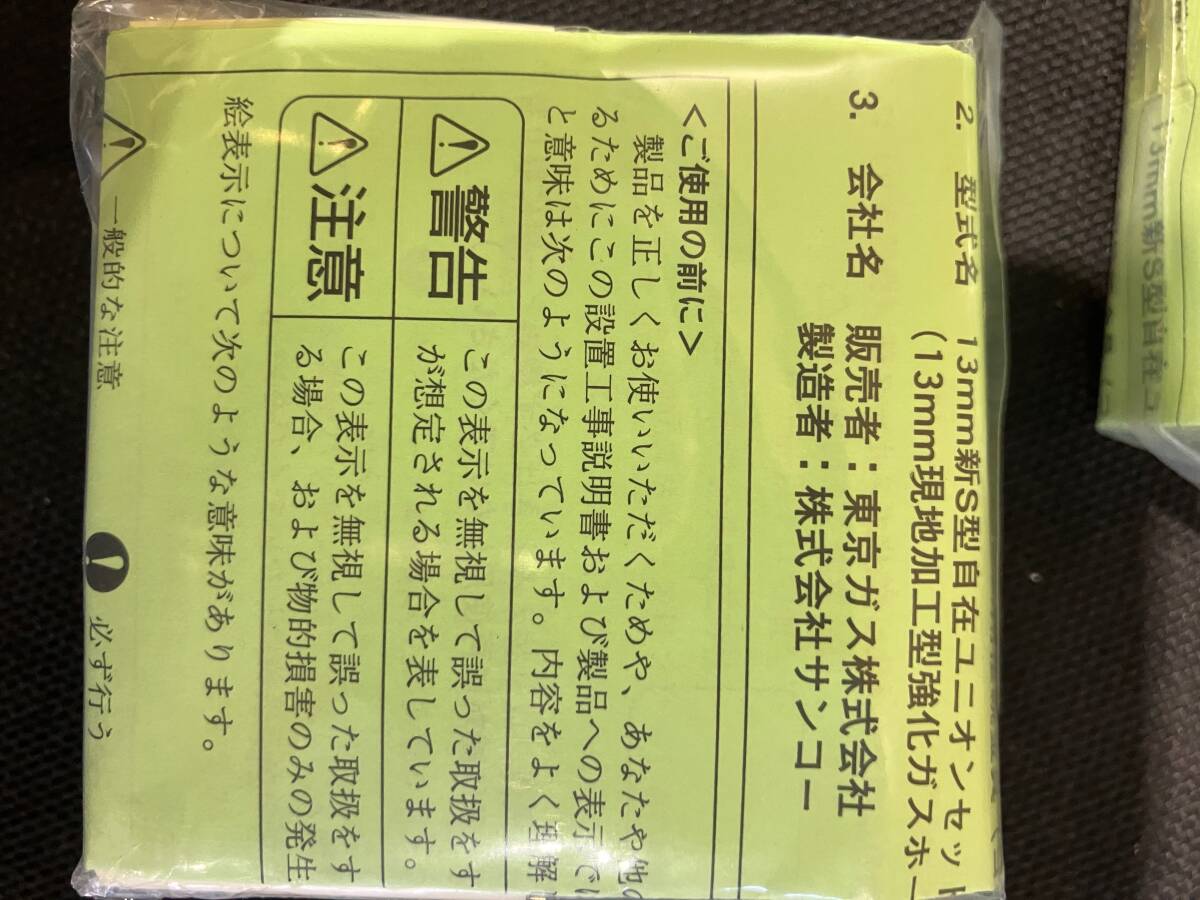 2. 型式名 13mm新S型自在ユニオンセット
(13mm現地加工型強化ガスホー
3. 会社名 販売者：東京ガス株式会社
製造者：株式会社サンコー
<ご使用の前に>
製品を正しくお使いいただくためや、あなたや他の
るためにこの設置工事説明書および製品への表示では
と意味は次のようになっています。内容をよく理解
⚠警告 この表示を無視して誤った取扱をす
が想定される場合を表しています。
⚠注意 この表示を無視して誤った取扱をす
る場合、および物的損害のみの発生
絵表示について次のような意味があります。
一般的な注意 必ず行う
13mm新S型自在ユ